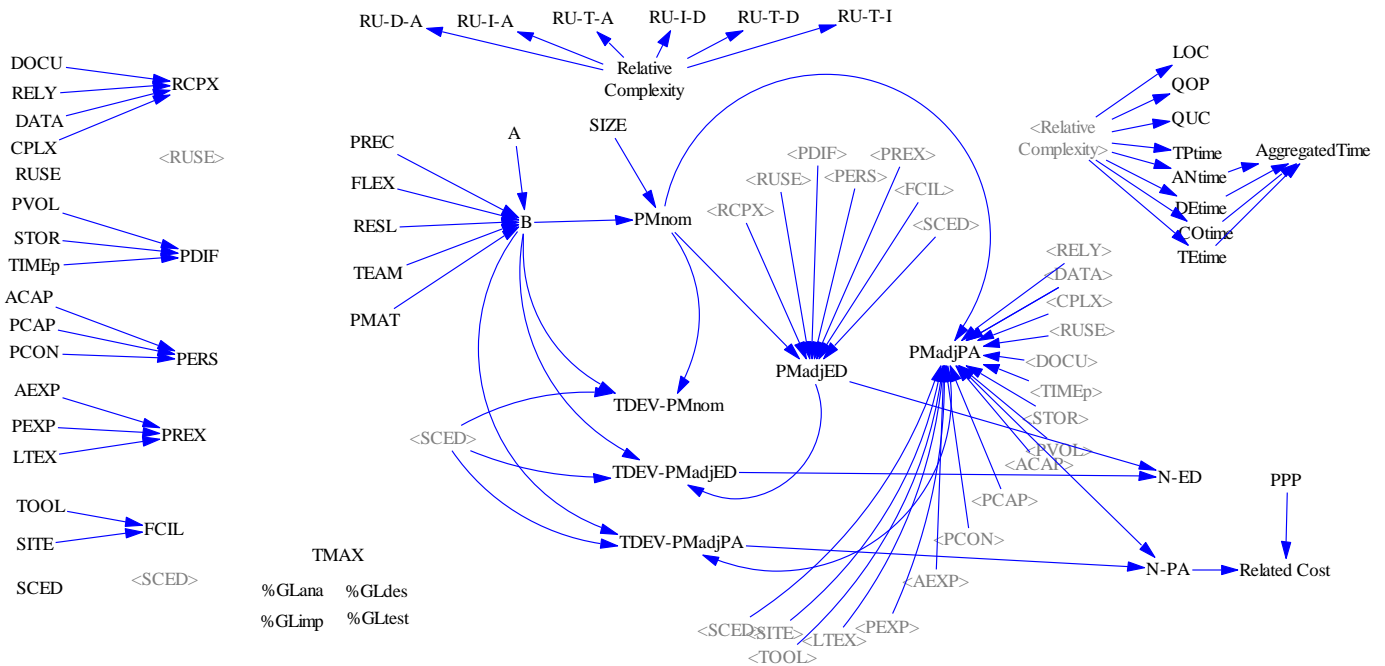 RU-D-A
RU-I-A
RU-T-A
RU-I-D
RU-T-D
RU-T-I
Relative
Complexity
DOCU
RELY
DATA
CPLX
RUSE
RCPX
<RUSE>
PVOL
STOR
TIMEp
PDIF
ACAP
PCAP
PCON
PERS
AEXP
PEXP
LTEX
PREX
TOOL
SITE
FCIL
SCED
<SCED>
TMAX
%GLana
%GLdes
%GLimp
%GLtest
PREC
FLEX
RESL
TEAM
PMAT
A
B
SIZE
PMnom
<RCPX>
<RUSE>
<PDIF>
<PERS>
<PREX>
<FCIL>
<SCED>
PMadjED
PMadjPA
<SCED>
TDEV-PMnom
TDEV-PMadjED
TDEV-PMadjPA
<Relative
Complexity>
LOC
QOP
QUC
TPtime
ANtime
DEtime
COtime
TEtime
AggregatedTime
<RELY>
<DATA>
<CPLX>
<RUSE>
<DOCU>
<TIMEp>
<STOR>
<PVOL>
<ACAP>
<PCAP>
<PCON>
<AEXP>
<PEXP>
<LTEX>
<SITE>
<TOOL>
<SCED>
N-ED
PPP
N-PA
Related Cost